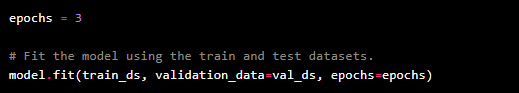 epochs = 3
# Fit the model using the train and test datasets.
model.fit(train_ds, validation_data=val_ds, epochs=epochs)